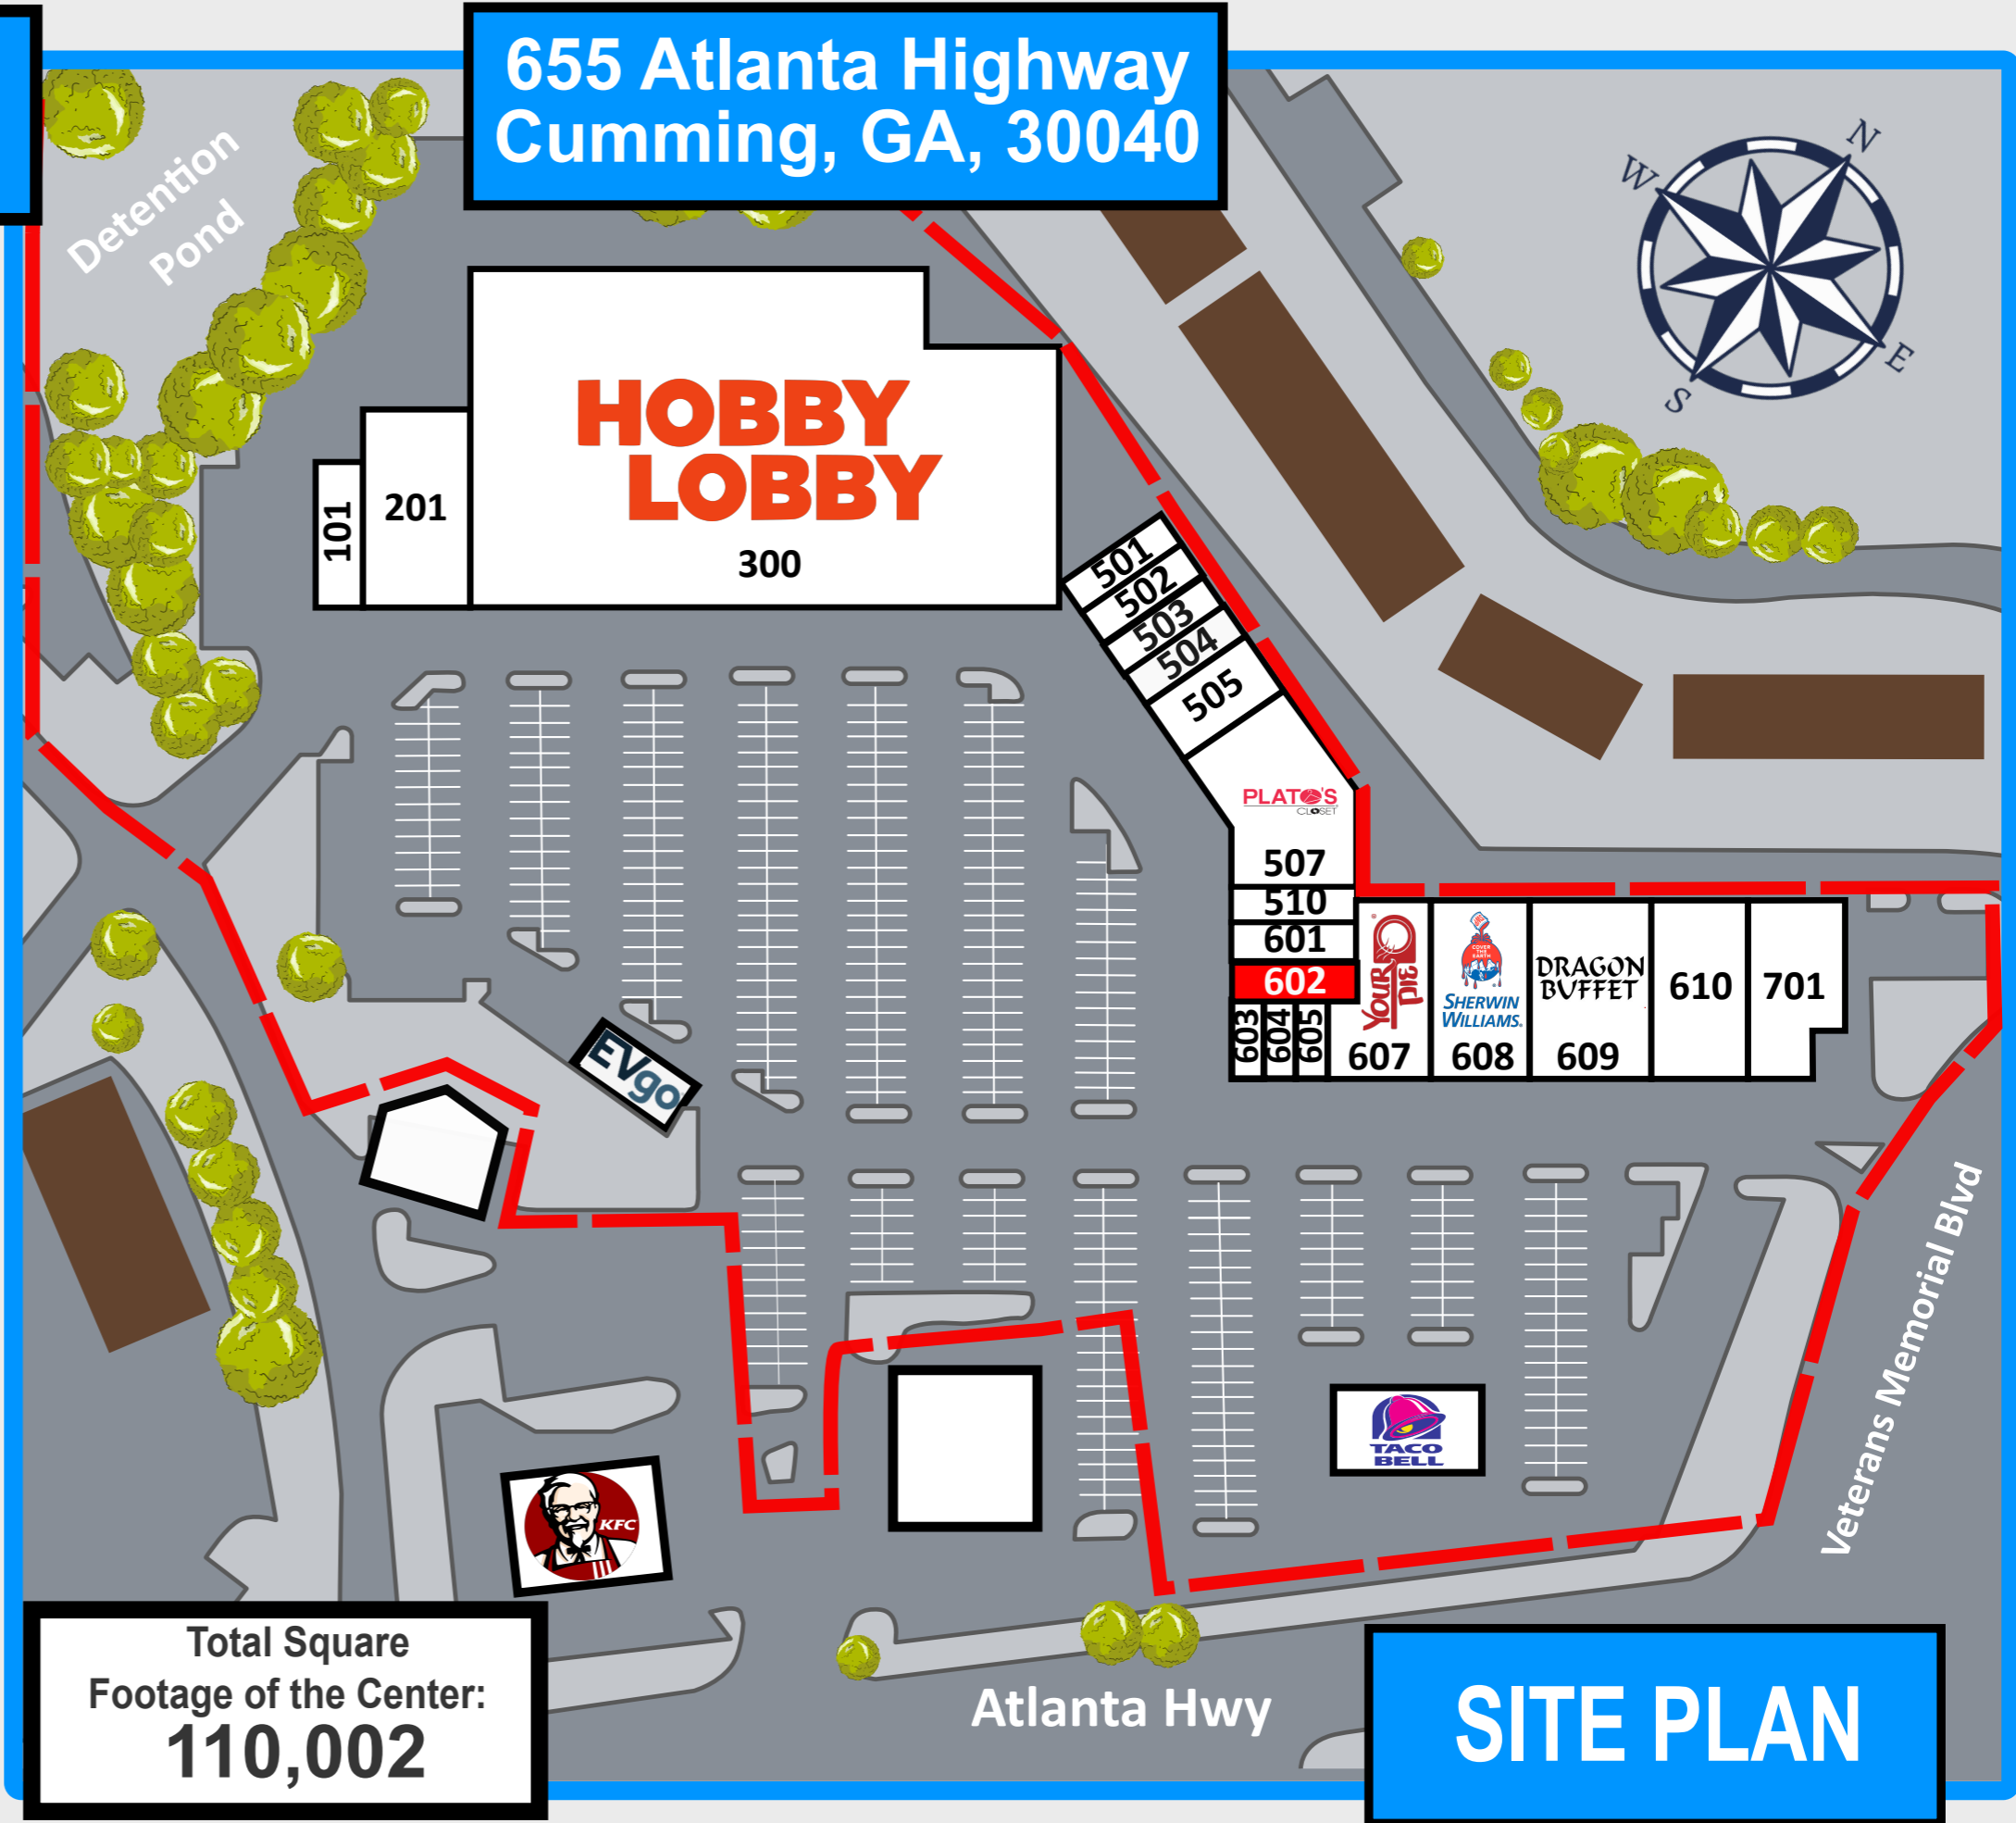 655 Atlanta Highway
Cumming, GA, 30040
Detention
Pond
N
W
E
S
HOBBY
LOBBY
300
101
201
501
502
503
504
505
PLATO'S
CLOSET
507
510
601
602
603
604
605
YOUR
PIE
607
COVER
THE
EARTH
SHERWIN
WILLIAMS.
608
DRAGON
BUFFET
609
610
701
EVgo
KFC
TACO
BELL
Veterans Memorial Blvd
Atlanta Hwy
Total Square
Footage of the Center:
110,002
SITE PLAN